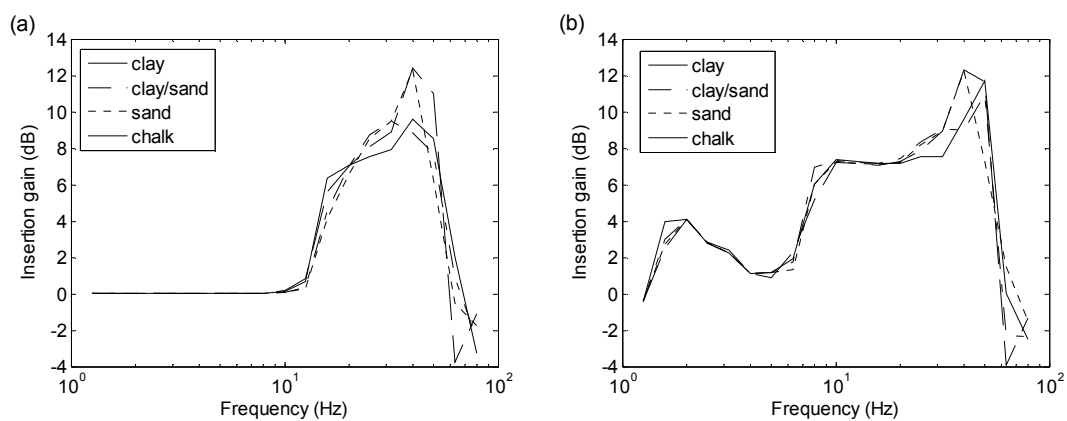 (a)
14
12
10
8
6
4
2
0
-2
-4
Insertion gain (dB)
clay
clay/sand
sand
chalk
10^0
10^1
10^2
Frequency (Hz)
(b)
14
12
10
8
6
4
2
0
-2
-4
Insertion gain (dB)
clay
clay/sand
sand
chalk
10^0
10^1
10^2
Frequency (Hz)